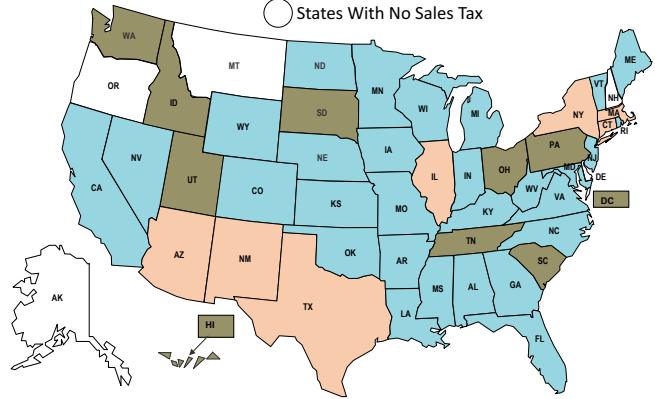 States With No Sales Tax
WA
MT
ND
MN
ME
VT
NH
OR
ID
SD
WI
MI
NY
MA
CT
RI
WY
IA
PA
NJ
NV
NE
IL
IN
OH
MD
DE
CA
UT
CO
KS
MO
WV
VA
DC
KY
AZ
NM
OK
AR
TN
NC
SC
TX
LA
MS
AL
GA
AK
HI
FL